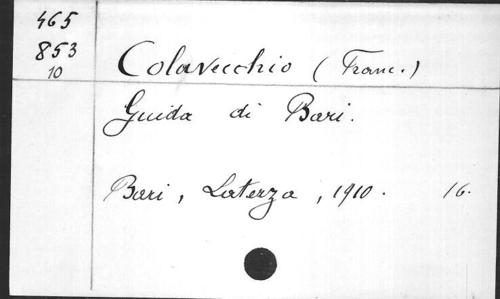 465
853
10
Colavecchio (Franc.)
Guida di Bari.
Bari, Laterza, 1910. 16.